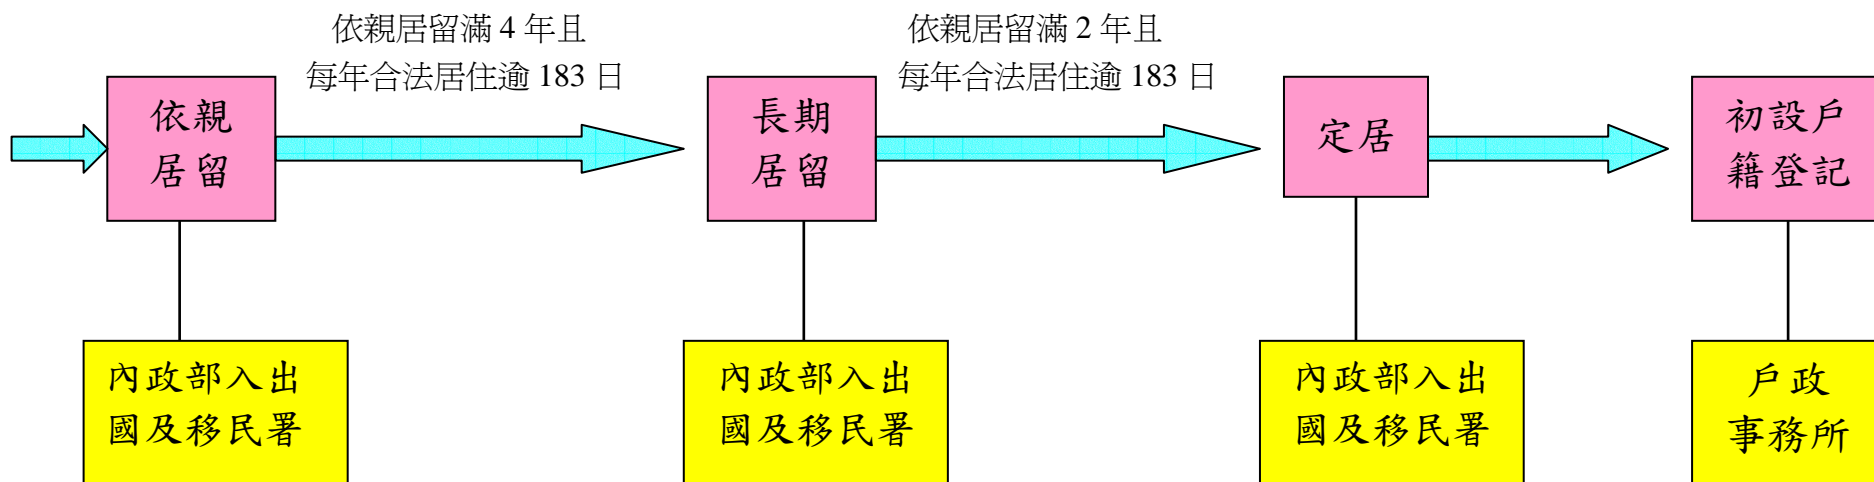 依親居留滿 4 年且
每年合法居住逾 183 日
依親居留滿 2 年且
每年合法居住逾 183 日
依親
居留
長期
居留
定居
初設戶
籍登記
內政部入出
國及移民署
內政部入出
國及移民署
內政部入出
國及移民署
戶政
事務所